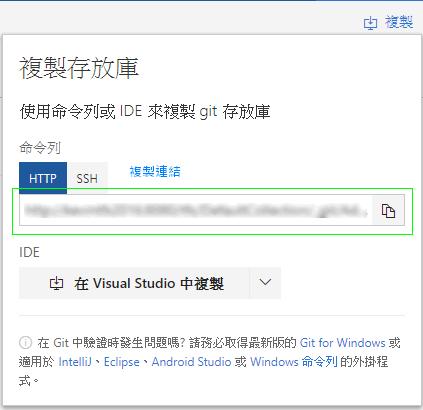 複製
複製存放庫
使用命令列或 IDE 來複製 git 存放庫
命令列
HTTP SSH 複製連結
IDE
在 Visual Studio 中複製
在 Git 中驗證時發生問題嗎? 請務必取得最新版的 Git for Windows 或
適用於 IntelliJ、Eclipse、Android Studio 或 Windows 命令列 的外掛程
式。